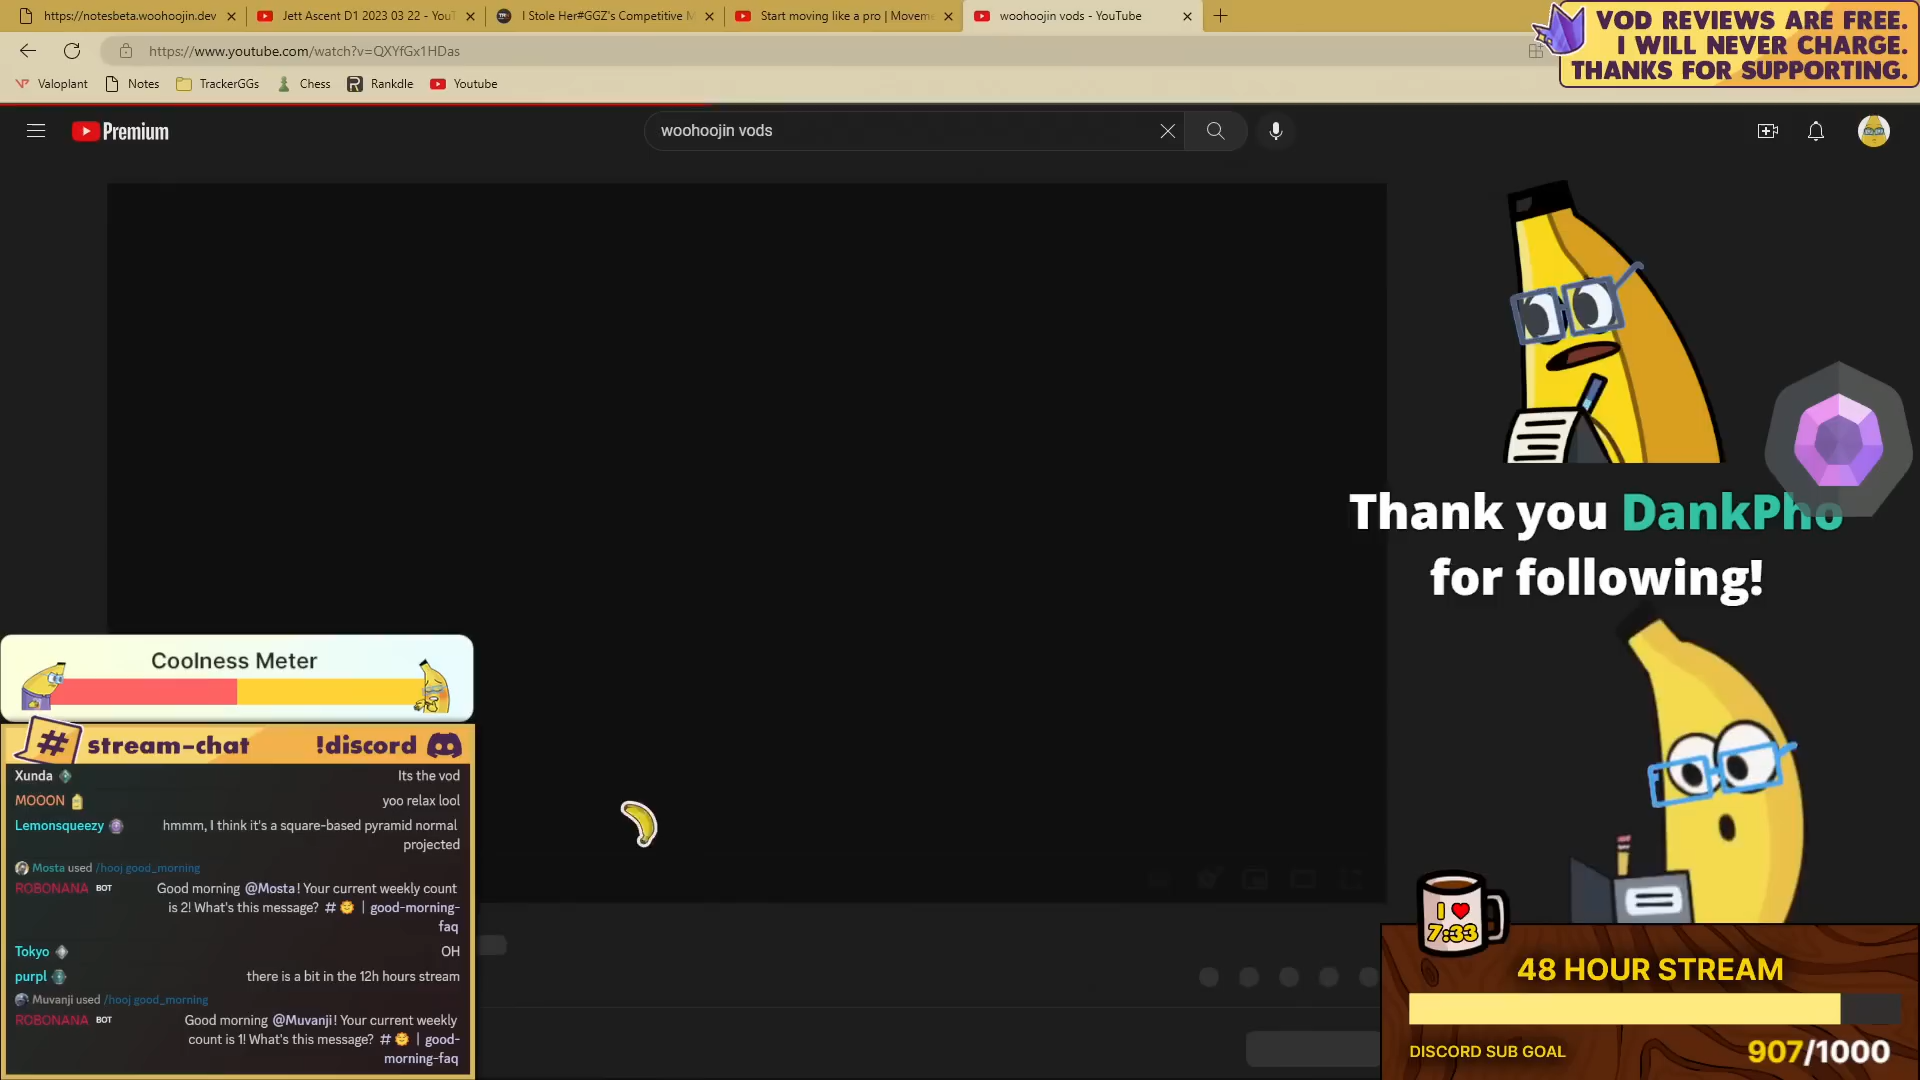 https://notesbeta.woohoojin.dev
Jett Ascent D1 2023 03 22 - YouT
I Stole Her#GGZ's Competitive M
Start moving like a pro | Moveme
woohoojin vods - YouTube
https://www.youtube.com/watch?v=QXYfGx1HDas
Valoplant
Notes
TrackerGGs
Chess
Rankdle
Youtube
VOD REVIEWS ARE FREE.
I WILL NEVER CHARGE.
THANKS FOR SUPPORTING.
Premium
woohoojin vods
Thank you DankPho
for following!
Coolness Meter
# stream-chat !discord
Xunda Its the vod
MOOON yoo relax lool
Lemonsqueezy hmmm, I think it's a square-based pyramid normal
projected
Mosta used /hooj good_morning
ROBONANA BOT Good morning @Mosta! Your current weekly count
is 2! What's this message? # | good-morning-
faq
Tokyo OH
purpl there is a bit in the 12h hours stream
Muvanji used /hooj good_morning
ROBONANA BOT Good morning @Muvanji! Your current weekly
count is 1! What's this message? # | good-
morning-faq
I
7:33
48 HOUR STREAM
DISCORD SUB GOAL 907/1000